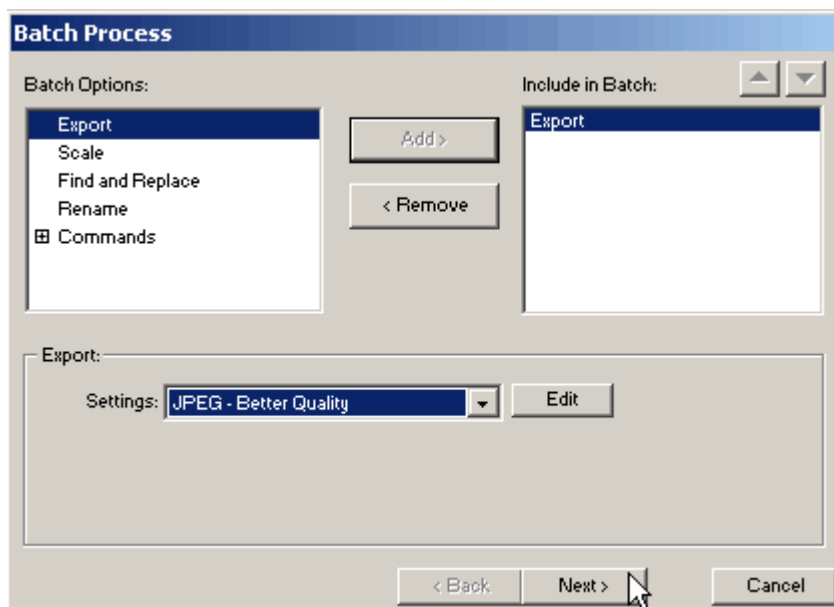 Batch Process
Batch Options:
Include in Batch:
Export
Scale
Find and Replace
Rename
Commands
Add >
< Remove
Export
Export:
Settings: JPEG - Better Quality
Edit
< Back
Next >
Cancel